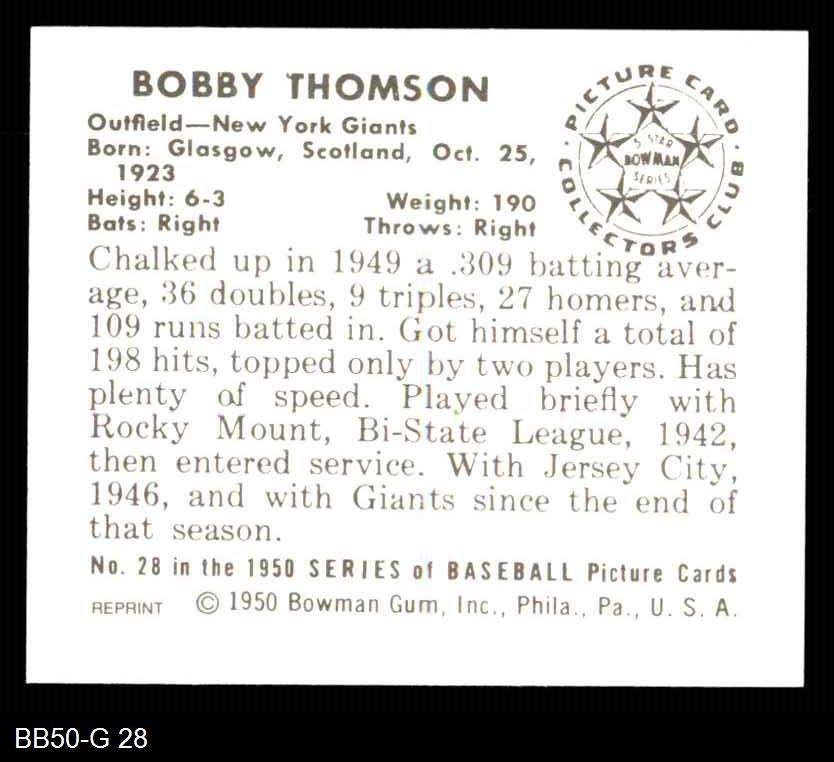 BOBBY THOMSON
Outfield—New York Giants
Born: Glasgow, Scotland, Oct. 25,
1923
Height: 6-3 Weight: 190
Bats: Right Throws: Right
PICTURE CARD
COLLECTORS CLUB
5 STAR
BOWMAN
SERIES
Chalked up in 1949 a .309 batting aver-
age, 36 doubles, 9 triples, 27 homers, and
109 runs batted in. Got himself a total of
198 hits, topped only by two players. Has
plenty of speed. Played briefly with
Rocky Mount, Bi-State League, 1942,
then entered service. With Jersey City,
1946, and with Giants since the end of
that season.
No. 28 in the 1950 SERIES of BASEBALL Picture Cards
REPRINT © 1950 Bowman Gum, Inc., Phila., Pa., U. S. A.
BB50-G 28